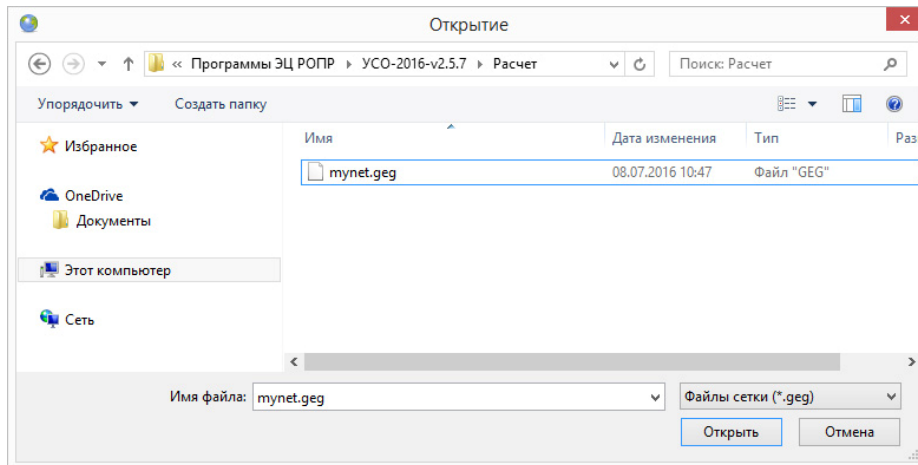 Открытие
« Программы ЭЦ РОПР УСО-2016-v2.5.7 Расчет Поиск: Расчет
Упорядочить Создать папку
Имя Дата изменения Тип Раз
Избранное
mynet.geg 08.07.2016 10:47 Файл "GEG"
OneDrive
Документы
Этот компьютер
Сеть
Имя файла: mynet.geg Файлы сетки (*.geg)
Открыть Отмена